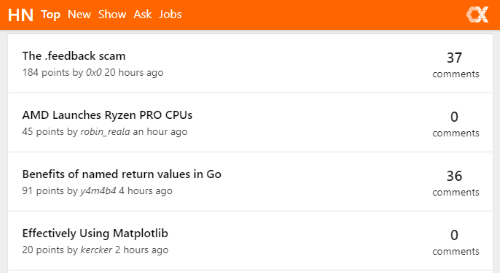 HN Top New Show Ask Jobs
The .feedback scam
184 points by 0x0 20 hours ago
37
comments
AMD Launches Ryzen PRO CPUs
45 points by robin_reala an hour ago
0
comments
Benefits of named return values in Go
91 points by y4m4b4 4 hours ago
36
comments
Effectively Using Matplotlib
20 points by kercker 2 hours ago
0
comments